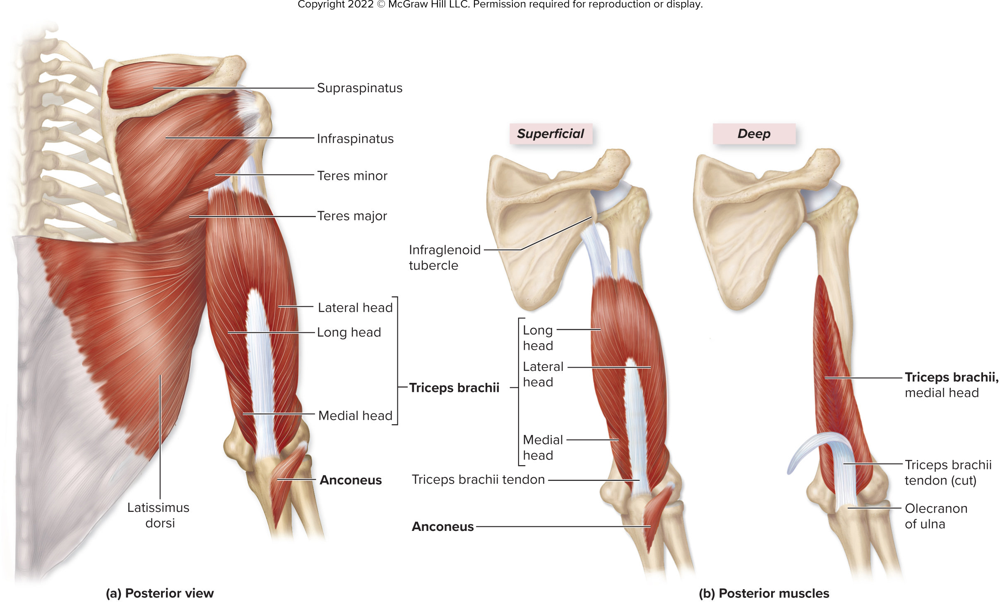 Copyright 2022 © McGraw Hill LLC. Permission required for reproduction or display.
Supraspinatus
Infraspinatus
Teres minor
Teres major
Lateral head
Long head
Medial head
Triceps brachii
Anconeus
Latissimus
dorsi
(a) Posterior view
Superficial
Deep
Infraglenoid
tubercle
Long
head
Lateral
head
Medial
head
Triceps brachii tendon
Anconeus
Triceps brachii,
medial head
Triceps brachii
tendon (cut)
Olecranon
of ulna
(b) Posterior muscles